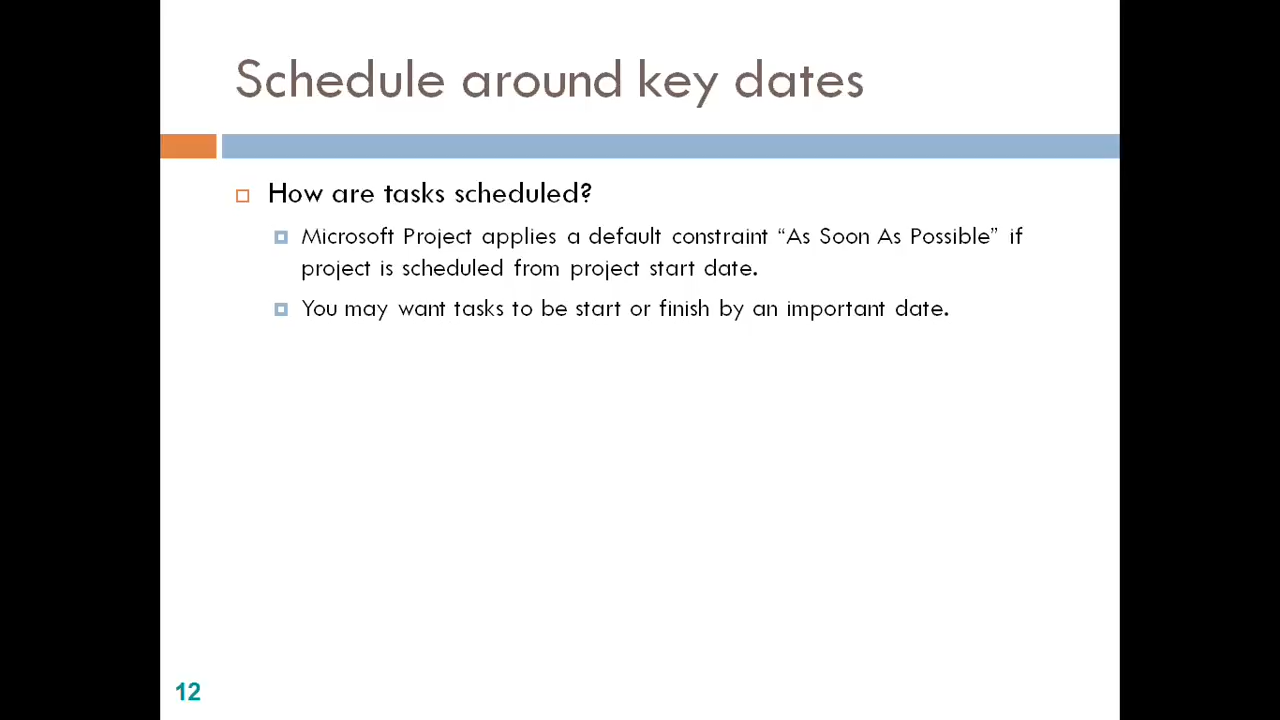 Schedule around key dates
How are tasks scheduled?
Microsoft Project applies a default constraint “As Soon As Possible” if
project is scheduled from project start date.
You may want tasks to be start or finish by an important date.
12